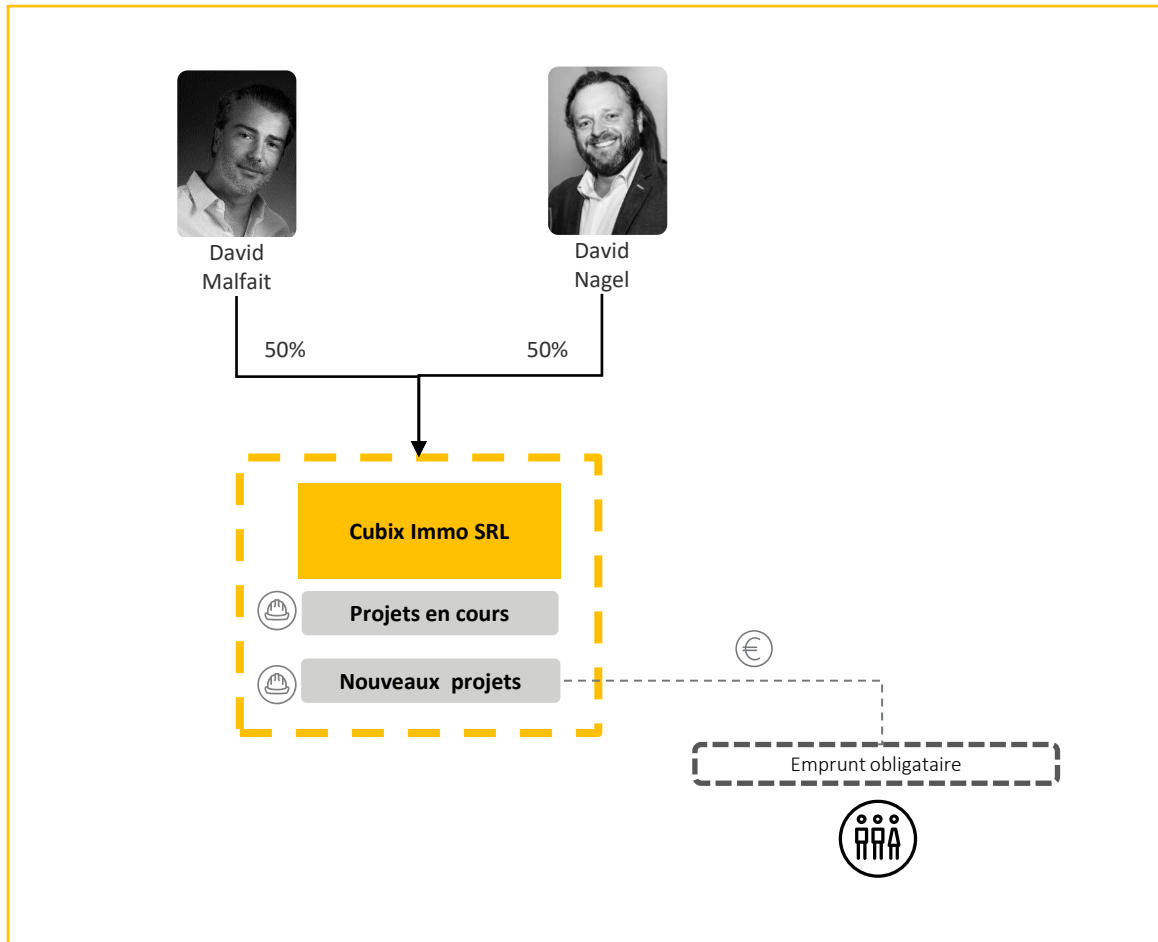 David
Malfait
David
Nagel
50%
50%
Cubix Immo SRL
Projets en cours
Nouveaux projets
€
Emprunt obligataire